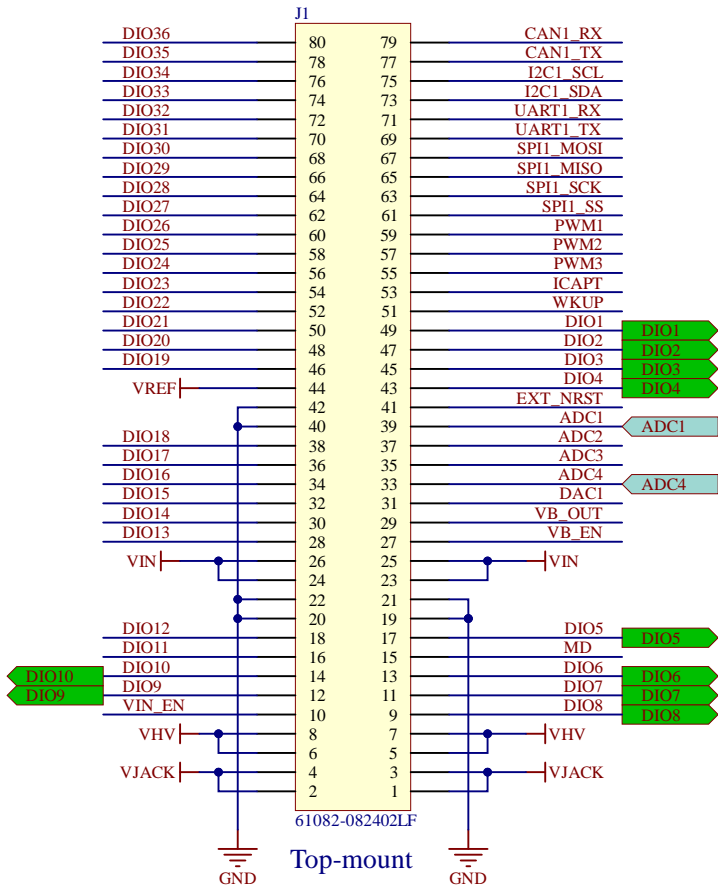 J1
DIO36 80 79 CAN1_RX
DIO35 78 77 CAN1_TX
DIO34 76 75 I2C1_SCL
DIO33 74 73 I2C1_SDA
DIO32 72 71 UART1_RX
DIO31 70 69 UART1_TX
DIO30 68 67 SPI1_MOSI
DIO29 66 65 SPI1_MISO
DIO28 64 63 SPI1_SCK
DIO27 62 61 SPI1_SS
DIO26 60 59 PWM1
DIO25 58 57 PWM2
DIO24 56 55 PWM3
DIO23 54 53 ICAPT
DIO22 52 51 WKUP
DIO21 50 49 DIO1 DIO1
DIO20 48 47 DIO2 DIO2
DIO19 46 45 DIO3 DIO3
VREF 44 43 DIO4 DIO4
42 41 EXT_NRST
40 39 ADC1 ADC1
DIO18 38 37 ADC2
DIO17 36 35 ADC3
DIO16 34 33 ADC4 ADC4
DIO15 32 31 DAC1
DIO14 30 29 VB_OUT
DIO13 28 27 VB_EN
VIN 26 25 VIN
24 23
22 21
20 19
DIO12 18 17 DIO5 DIO5
DIO11 16 15 MD
DIO10 DIO10 14 13 DIO6 DIO6
DIO9 DIO9 12 11 DIO7 DIO7
VIN_EN 10 9 DIO8 DIO8
VHV 8 7 VHV
6 5
VJACK 4 3 VJACK
2 1
61082-082402LF
Top-mount
GND GND